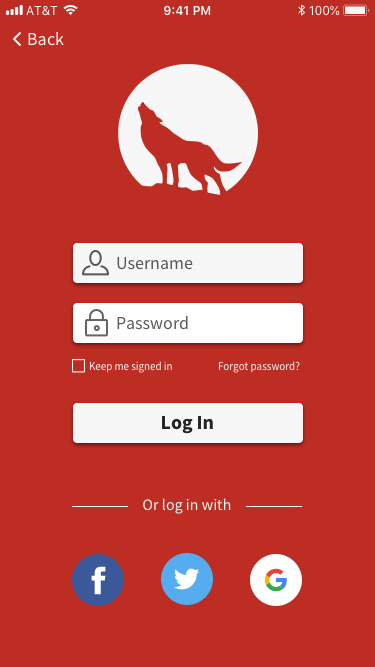 AT&T 9:41 PM 100%
Back
Username
Password
Keep me signed in Forgot password?
Log In
Or log in with